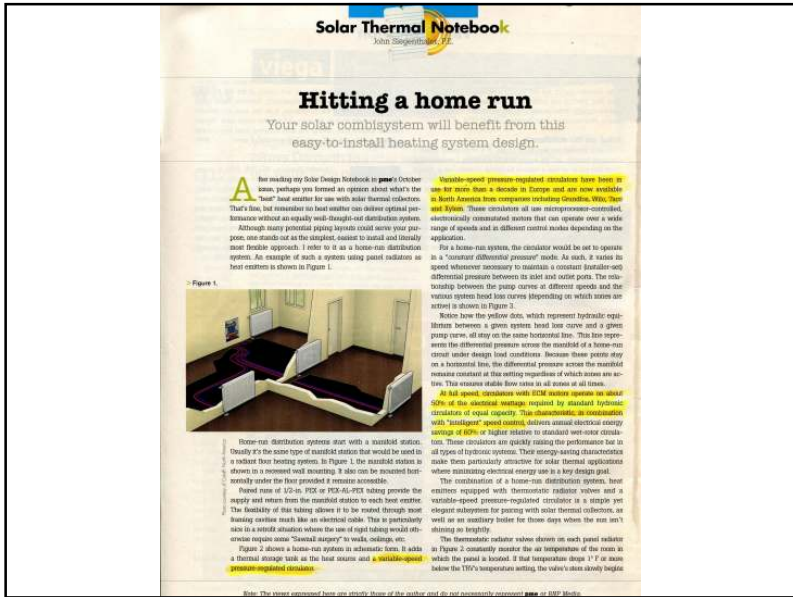 Solar Thermal Notebook
John Siegenthaler, P.E.
viega
Hitting a home run
Your solar combisystem will benefit from this
easy-to-install heating system design.
After reading my Solar Design Notebook in pme's October
issue, perhaps you formed an opinion about what's the
"best" heat emitter for use with solar thermal collectors.
That's fine, but remember no heat emitter can deliver optimal per-
formance without an equally well-thought-out distribution system.
Although many potential piping layouts could serve your pur-
pose, one stands out as the simplest, easiest to install and literally
most flexible approach. I refer to it as a home-run distribution
system. An example of such a system using panel radiators as
heat emitters is shown in Figure 1.
> Figure 1.
Home-run distribution systems start with a manifold station.
Usually it's the same type of manifold station that would be used in
a radiant floor heating system. In Figure 1, the manifold station is
shown in a recessed wall mounting. It also can be mounted hori-
zontally under the floor provided it remains accessible.
Paired runs of 1/2-in. PEX or PEX-AL-PEX tubing provide the
supply and return from the manifold station to each heat emitter.
The flexibility of this tubing allows it to be routed through most
framing cavities much like an electrical cable. This is particularly
nice in a retrofit situation where the use of rigid tubing would oth-
erwise require some "Sawmall surgery" to walls, ceilings, etc.
Figure 2 shows a home-run system in schematic form. It adds
a thermal storage tank as the heat source and a variable-speed
pressure-regulated circulator.
Variable-speed pressure-regulated circulators have been in
use for more than a decade in Europe and are now available
in North America from companies including Grundfos, Wilo, Taco
and Xylem. These circulators all use microprocessor-controlled,
electronically commutated motors that can operate over a wide
range of speeds and in different control modes depending on the
application.
For a home-run system, the circulator would be set to operate
in a "constant differential pressure" mode. As such, it varies its
speed whenever necessary to maintain a constant (installer-set)
differential pressure between its inlet and outlet ports. The rela-
tionship between the pump curves at different speeds and the
various system head loss curves (depending on which zones are
active) is shown in Figure 3.
Notice how the yellow dots, which represent hydraulic equi-
librium between a given system head loss curve and a given
pump curve, all stay on the same horizontal line. This line repre-
sents the differential pressure across the manifold of a home-run
circuit under design load conditions. Because these points stay
on a horizontal line, the differential pressure across the manifold
remains constant at this setting regardless of which zones are ac-
tive. This ensures stable flow rates in all zones at all times.
At full speed, circulators with ECM motors operate on about
50% of the electrical wattage required by standard hydronic
circulators of equal capacity. This characteristic, in combination
with "intelligent" speed control, delivers annual electrical energy
savings of 60% or higher relative to standard wet-rotor circula-
tors. These circulators are quickly raising the performance bar in
all types of hydronic systems. Their energy-saving characteristics
make them particularly attractive for solar thermal applications
where minimizing electrical energy use is a key design goal.
The combination of a home-run distribution system, heat
emitters equipped with thermostatic radiator valves and a
variable-speed pressure-regulated circulator is a simple yet
elegant subsystem for pairing with solar thermal collectors, as
well as an auxiliary boiler for those days when the sun isn't
shining so brightly.
The thermostatic radiator valves shown on each panel radiator
in Figure 2 constantly monitor the air temperature of the room in
which the panel is located. If that temperature drops 1° F or more
below the TRV's temperature setting, the valve's stem slowly begins
Note: The views expressed here are strictly those of the author and do not necessarily represent pme or BNP Media.